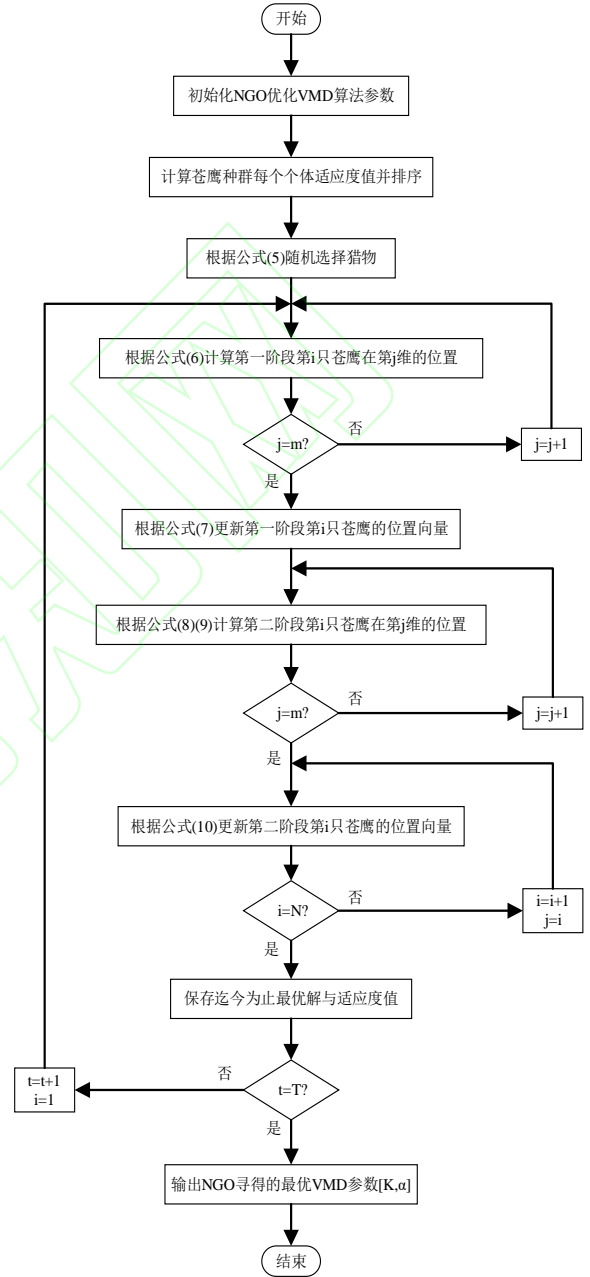 开始
初始化NGO优化VMD算法参数
计算苍鹰种群每个个体适应度值并排序
根据公式(5)随机选择猎物
根据公式(6)计算第一阶段第i只苍鹰在第j维的位置
j=m?
否
j=j+1
是
根据公式(7)更新第一阶段第i只苍鹰的位置向量
根据公式(8)(9)计算第二阶段第i只苍鹰在第j维的位置
j=m?
否
j=j+1
是
根据公式(10)更新第二阶段第i只苍鹰的位置向量
i=N?
否
i=i+1
j=i
是
保存迄今为止最优解与适应度值
t=T?
否
t=t+1
i=1
是
输出NGO寻得的最优VMD参数[K,α]
结束